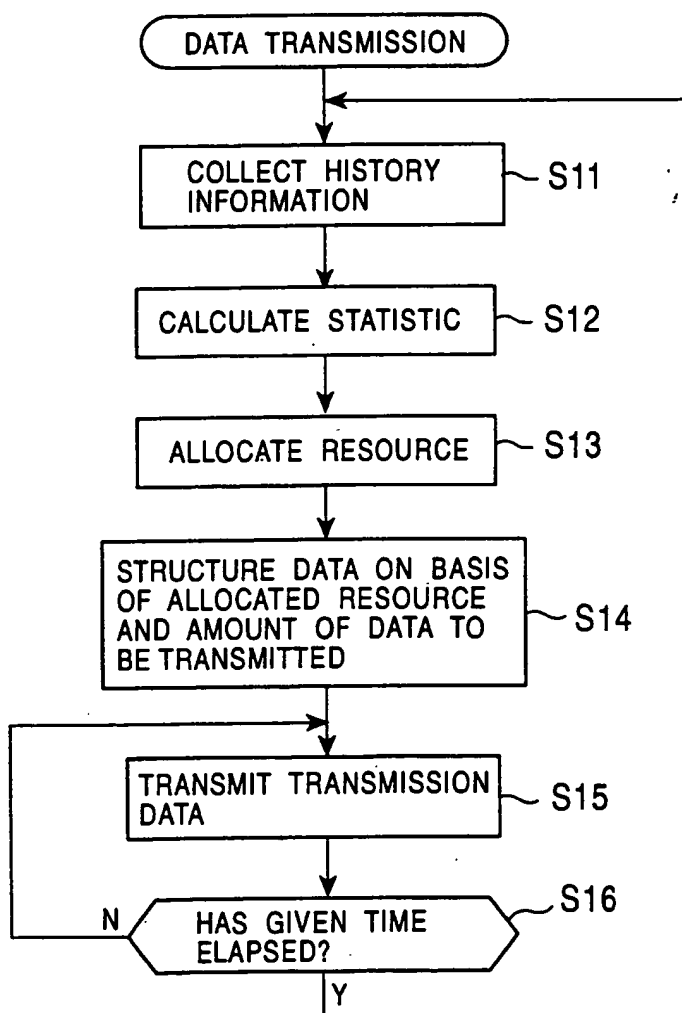 DATA TRANSMISSION
COLLECT HISTORY
INFORMATION
S11
CALCULATE STATISTIC
S12
ALLOCATE RESOURCE
S13
STRUCTURE DATA ON BASIS
OF ALLOCATED RESOURCE
AND AMOUNT OF DATA TO
BE TRANSMITTED
S14
TRANSMIT TRANSMISSION
DATA
S15
HAS GIVEN TIME
ELAPSED?
S16
N
Y